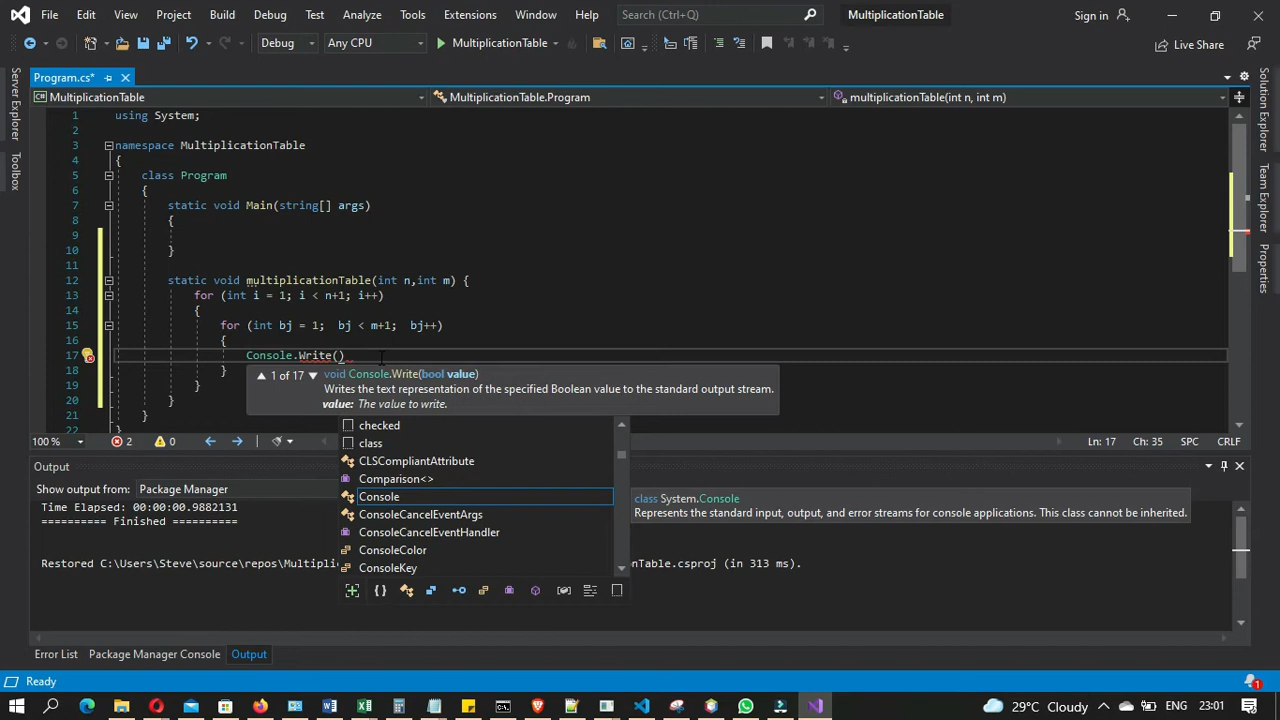 File Edit View Project Build Debug Test Analyze Tools Extensions Window Help Search (Ctrl+Q) MultiplicationTable Sign in
Debug Any CPU MultiplicationTable Live Share
Program.cs*
MultiplicationTable MultiplicationTable.Program multiplicationTable(int n, int m)
Server Explorer
Toolbox
Solution Explorer
Team Explorer
Properties
1 using System;
2
3 namespace MultiplicationTable
4 {
5 class Program
6 {
7 static void Main(string[] args)
8 {
9
10 }
11
12 static void multiplicationTable(int n,int m) {
13 for (int i = 1; i < n+1; i++)
14 {
15 for (int bj = 1;  bj < m+1;  bj++)
16 {
17 Console.Write()
18 }
19 }
20 }
21 }
22 }
1 of 17 void Console.Write(bool value)
Writes the text representation of the specified Boolean value to the standard output stream.
value: The value to write.
checked
class
CLSCompliantAttribute
Comparison<>
Console
ConsoleCancelEventArgs
ConsoleCancelEventHandler
ConsoleColor
ConsoleKey
class System.Console
Represents the standard input, output, and error streams for console applications. This class cannot be inherited.
100 % 2 0 Ln: 17 Ch: 35 SPC CRLF
Output
Show output from: Package Manager
Time Elapsed: 00:00:00.9882131
========== Finished ==========
Restored C:\Users\Steve\source\repos\Multipli nTable.csproj (in 313 ms).
Error List Package Manager Console Output
Ready 1
29°C Cloudy ENG 23:01